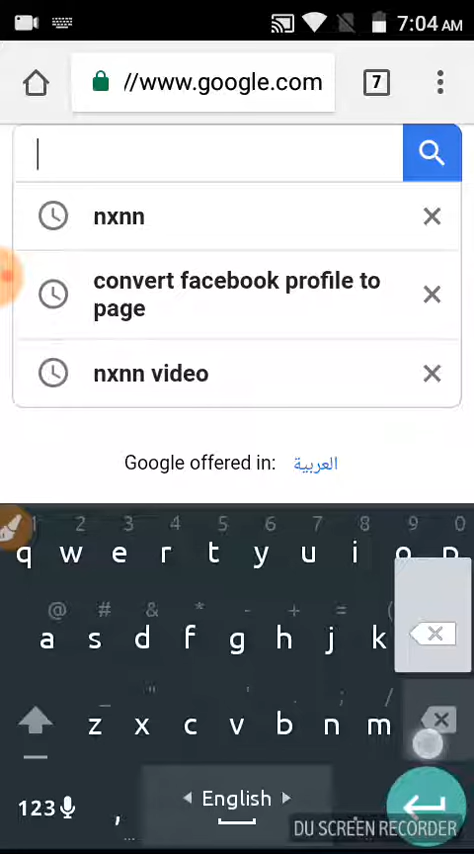 7:04 AM
//www.google.com
7
nxnn
convert facebook profile to
page
nxnn video
Google offered in: العربية
1 2 3 4 5 6 7 8 9 0
q w e r t y u i o p
@ # & * - + = (
a s d f g h j k
_ " ' : ; /
z x c v b n m
123 , English
DU SCREEN RECORDER